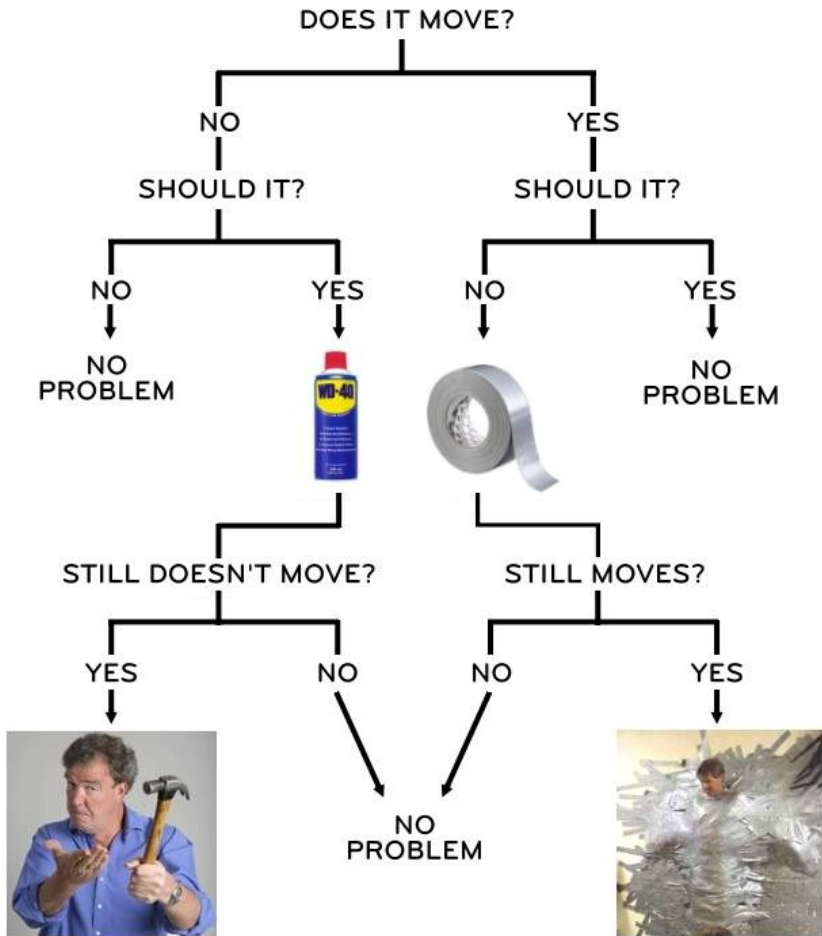 DOES IT MOVE?
NO
YES
SHOULD IT?
SHOULD IT?
NO
YES
NO
YES
NO
PROBLEM
WD-40
NO
PROBLEM
STILL DOESN'T MOVE?
STILL MOVES?
YES
NO
NO
YES
NO
PROBLEM